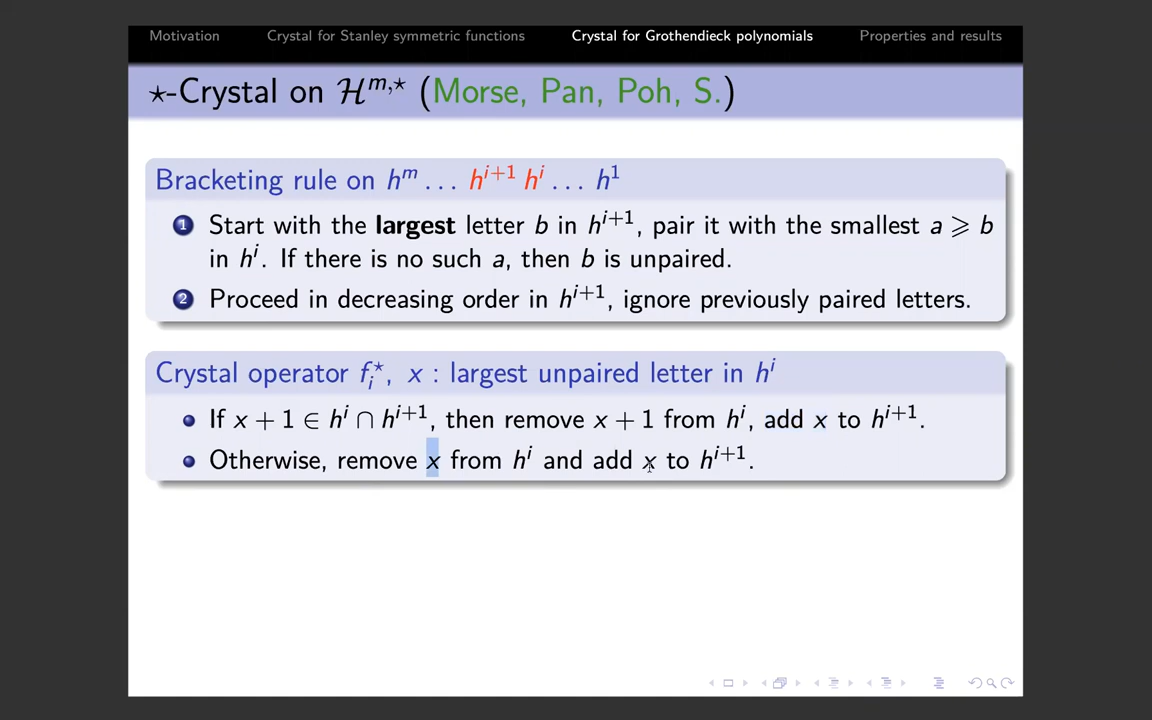 Motivation Crystal for Stanley symmetric functions Crystal for Grothendieck polynomials Properties and results
⋆-Crystal on ℋ^{m,⋆} (Morse, Pan, Poh, S.)
Bracketing rule on h^m … h^{i+1} h^i … h^1
1 Start with the largest letter b in h^{i+1}, pair it with the smallest a ⩾ b
in h^i. If there is no such a, then b is unpaired.
2 Proceed in decreasing order in h^{i+1}, ignore previously paired letters.
Crystal operator f_i^⋆, x : largest unpaired letter in h^i
• If x + 1 ∈ h^i ∩ h^{i+1}, then remove x + 1 from h^i, add x to h^{i+1}.
• Otherwise, remove x from h^i and add x to h^{i+1}.